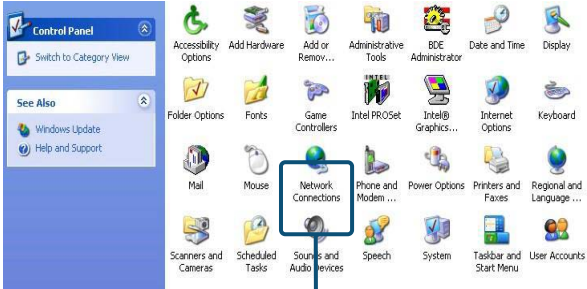 Control Panel
Switch to Category View
See Also
Windows Update
Help and Support
Accessibility Options
Add Hardware
Add or Remov...
Administrative Tools
BDE Administrator
Date and Time
Display
Folder Options
Fonts
Game Controllers
INTEL
Intel PROSet
Intel® Graphics...
Internet Options
Keyboard
Mail
Mouse
Network Connections
Phone and Modem ...
Power Options
Printers and Faxes
Regional and Language ...
Scanners and Cameras
Scheduled Tasks
Sounds and Audio Devices
Speech
System
Taskbar and Start Menu
User Accounts